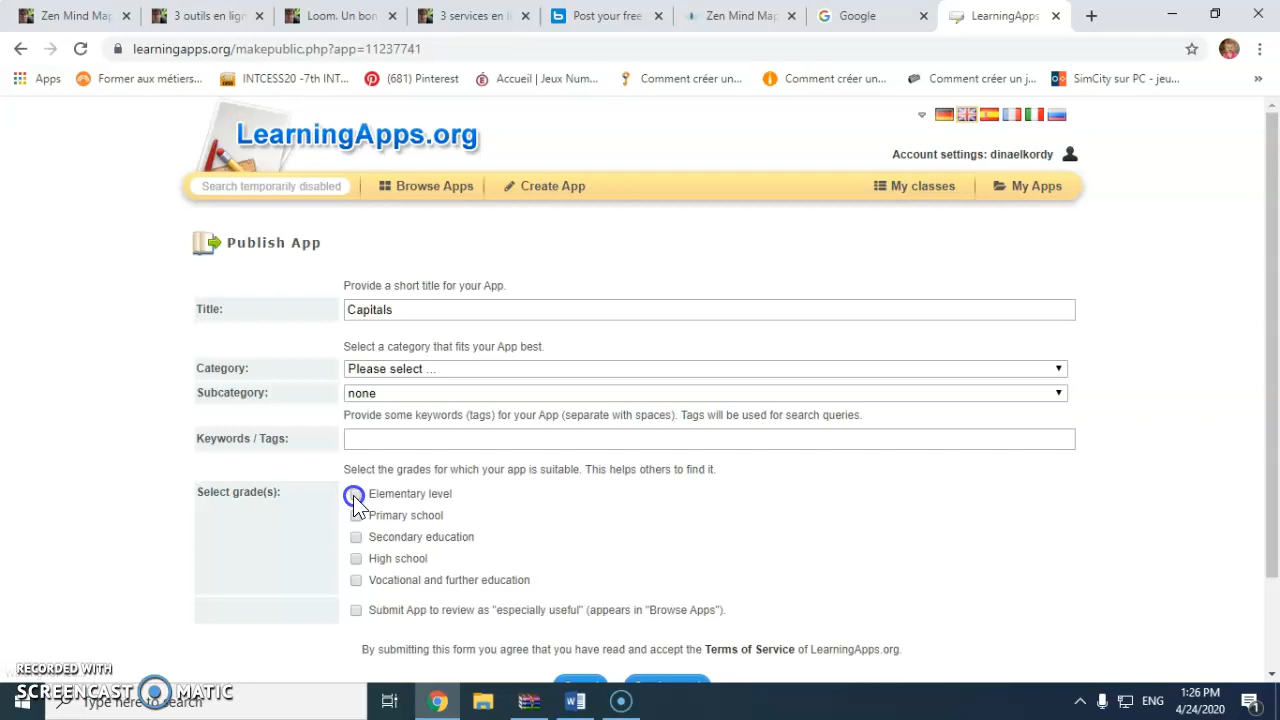 Zen Mind Map
3 outils en lign
Loom. Un bon
3 services en li
Post your free
Zen Mind Map
Google
LearningApps
learningapps.org/makepublic.php?app=11237741
Apps
Former aux métiers...
INTCESS20 -7th INT...
(681) Pinterest
Accueil | Jeux Num...
Comment créer un...
Comment créer un...
Comment créer un j...
SimCity sur PC - jeu...
LearningApps.org
Account settings: dinaelkordy
Search temporarily disabled
Browse Apps
Create App
My classes
My Apps
Publish App
Provide a short title for your App.
Title:
Capitals
Select a category that fits your App best.
Category:
Please select ...
Subcategory:
none
Provide some keywords (tags) for your App (separate with spaces). Tags will be used for search queries.
Keywords / Tags:
Select the grades for which your app is suitable. This helps others to find it.
Select grade(s):
Elementary level
Primary school
Secondary education
High school
Vocational and further education
Submit App to review as "especially useful" (appears in "Browse Apps").
By submitting this form you agree that you have read and accept the Terms of Service of LearningApps.org.
RECORDED WITH
SCREENCAST MATIC
Type here to search
ENG
1:26 PM
4/24/2020
1